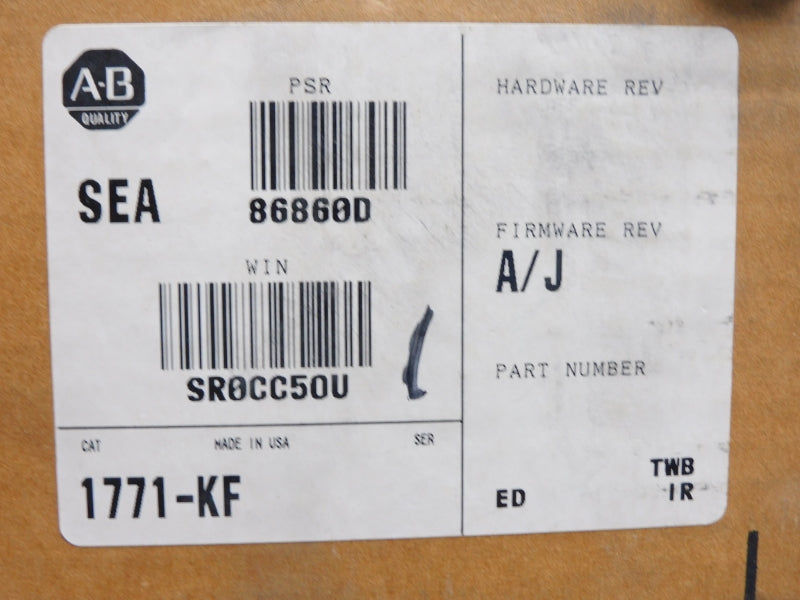 A-B
QUALITY
PSR
86860D
SEA
WIN
SR0CC50U
CAT
MADE IN USA
SER
1771-KF
HARDWARE REV
FIRMWARE REV
A/J
PART NUMBER
TWB
ED
IR